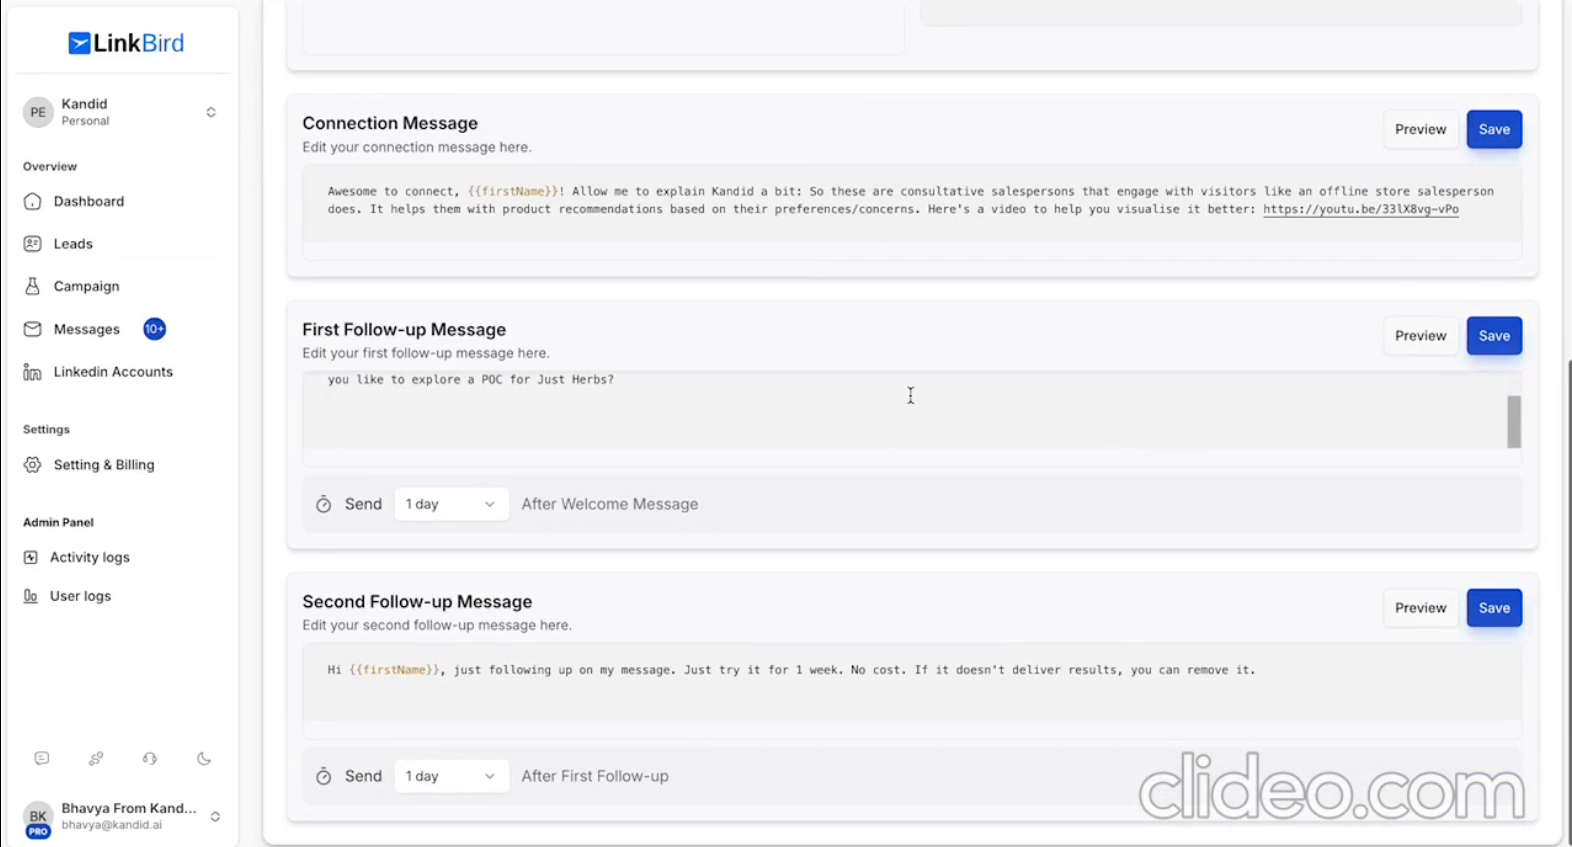 LinkBird
PE
Kandid
Personal
Overview
Dashboard
Leads
Campaign
Messages 10+
Linkedin Accounts
Settings
Setting & Billing
Admin Panel
Activity logs
User logs
BK
PRO
Bhavya From Kand...
bhavya@kandid.ai
Connection Message
Edit your connection message here.
Preview Save
Awesome to connect, {{firstName}}! Allow me to explain Kandid a bit: So these are consultative salespersons that engage with visitors like an offline store salesperson
does. It helps them with product recommendations based on their preferences/concerns. Here's a video to help you visualise it better: https://youtu.be/33lX8vg-vPo
First Follow-up Message
Edit your first follow-up message here.
Preview Save
you like to explore a POC for Just Herbs?
Send 1 day After Welcome Message
Second Follow-up Message
Edit your second follow-up message here.
Preview Save
Hi {{firstName}}, just following up on my message. Just try it for 1 week. No cost. If it doesn't deliver results, you can remove it.
Send 1 day After First Follow-up
clideo.com